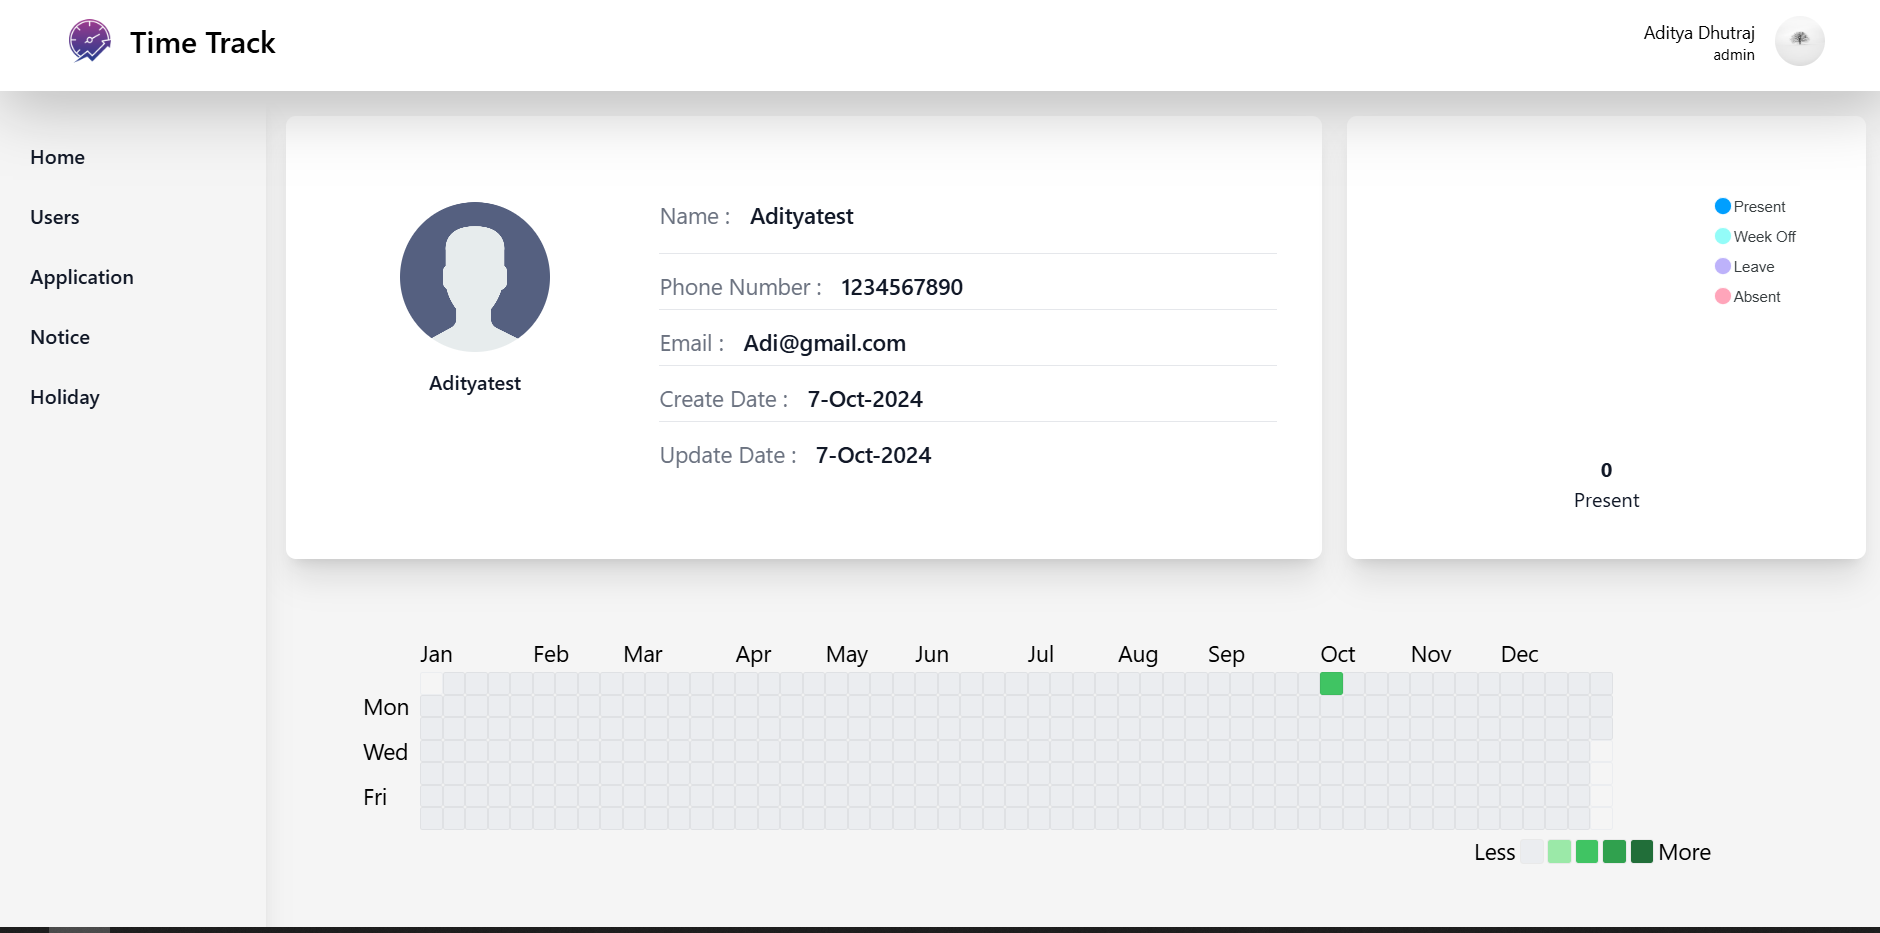 Time Track
Aditya Dhutraj
admin
Home
Users
Application
Notice
Holiday
Adityatest
Name : Adityatest
Phone Number : 1234567890
Email : Adi@gmail.com
Create Date : 7-Oct-2024
Update Date : 7-Oct-2024
Present
Week Off
Leave
Absent
0
Present
Jan Feb Mar Apr May Jun Jul Aug Sep Oct Nov Dec
Mon
Wed
Fri
Less More